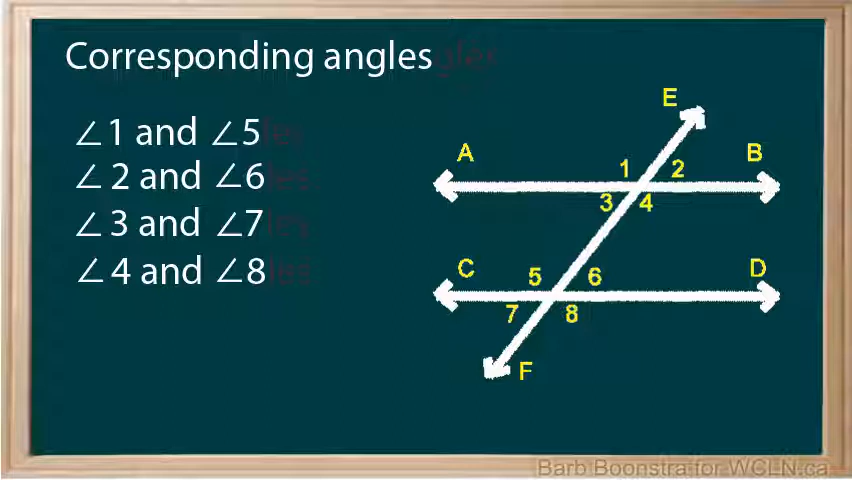 Corresponding angles
∠1 and ∠5
∠2 and ∠6
∠3 and ∠7
∠4 and ∠8
E
A
B
1 2
3 4
C
D
5 6
7 8
F
Barb Boonstra for WCLN.ca